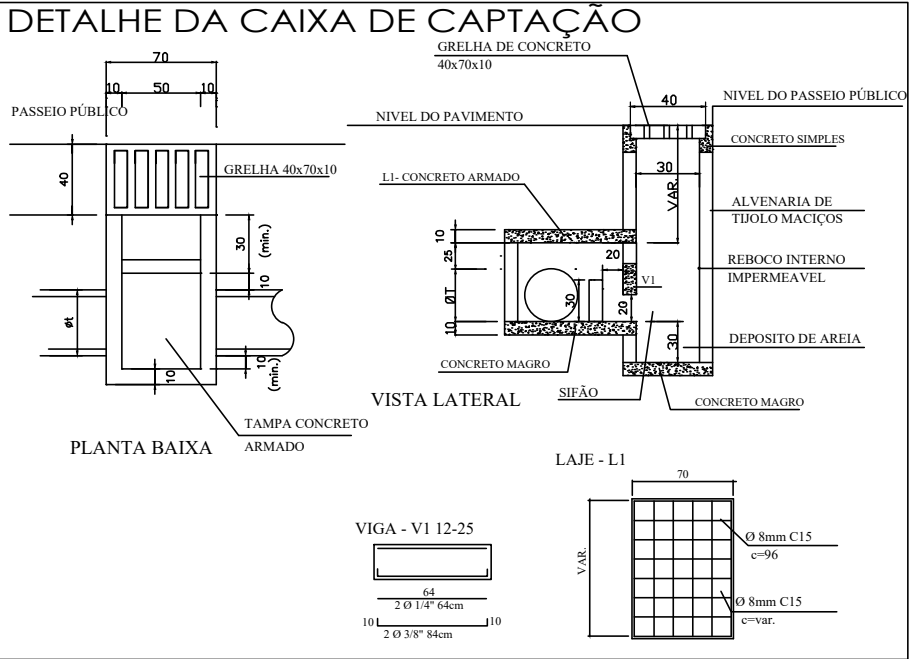 DETALHE DA CAIXA DE CAPTAÇÃO
70
10 50 10
PASSEIO PÚBLICO
GRELHA 40x70x10
40
30
(min.)
10
øt
10
(min.)
10
TAMPA CONCRETO
ARMADO
PLANTA BAIXA
GRELHA DE CONCRETO
40x70x10
40
NIVEL DO PASSEIO PÚBLICO
NIVEL DO PAVIMENTO
CONCRETO SIMPLES
30
VAR.
L1- CONCRETO ARMADO
ALVENARIA DE
TIJOLO MACIÇOS
10
25
20
REBOCO INTERNO
IMPERMEAVEL
V1
ØT
30
20
10
30
DEPOSITO DE AREIA
CONCRETO MAGRO
SIFÃO
CONCRETO MAGRO
VISTA LATERAL
LAJE - L1
70
VAR.
Ø 8mm C15
c=96
Ø 8mm C15
c=var.
VIGA - V1 12-25
64
2 Ø 1/4" 64cm
10 10
2 Ø 3/8" 84cm